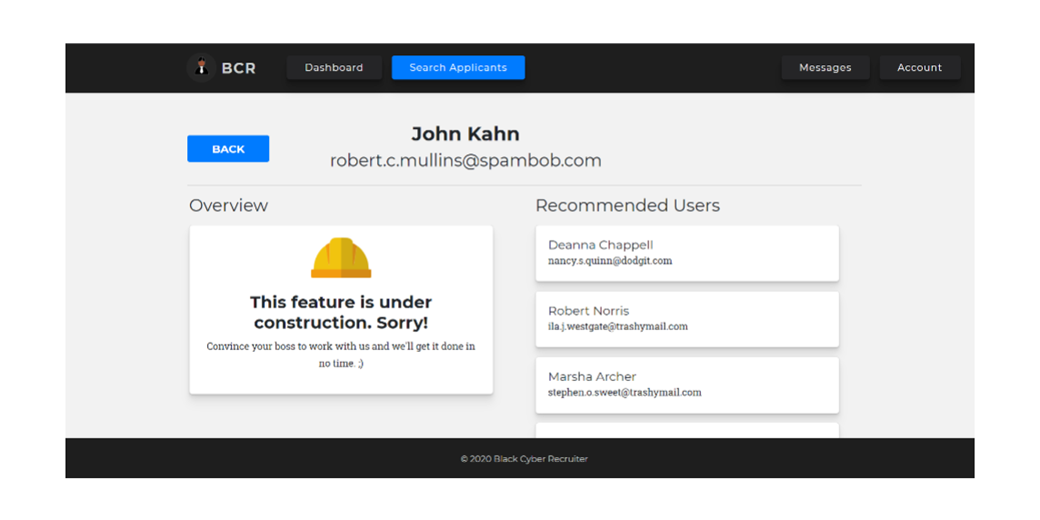 BCR
Dashboard
Search Applicants
Messages
Account
BACK
John Kahn
robert.c.mullins@spambob.com
Overview
This feature is under
construction. Sorry!
Convince your boss to work with us and we'll get it done in
no time. ;)
Recommended Users
Deanna Chappell
nancy.s.quinn@dodgit.com
Robert Norris
ila.j.westgate@trashymail.com
Marsha Archer
stephen.o.sweet@trashymail.com
© 2020 Black Cyber Recruiter